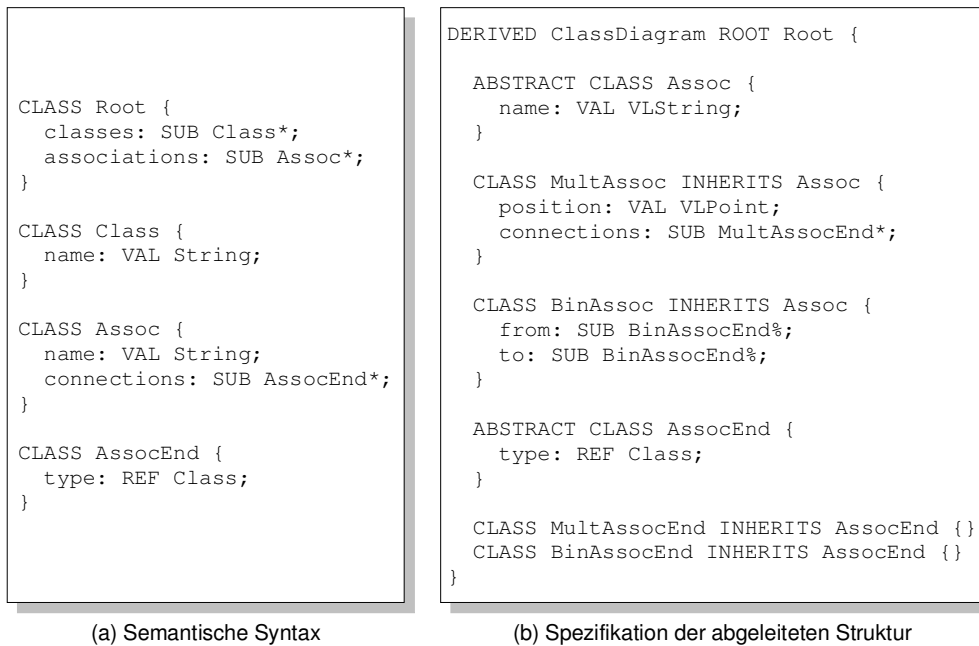 CLASS Root {
classes: SUB Class*;
associations: SUB Assoc*;
}
CLASS Class {
name: VAL String;
}
CLASS Assoc {
name: VAL String;
connections: SUB AssocEnd*;
}
CLASS AssocEnd {
type: REF Class;
}
(a) Semantische Syntax
DERIVED ClassDiagram ROOT Root {
ABSTRACT CLASS Assoc {
name: VAL VLString;
}
CLASS MultAssoc INHERITS Assoc {
position: VAL VLPoint;
connections: SUB MultAssocEnd*;
}
CLASS BinAssoc INHERITS Assoc {
from: SUB BinAssocEnd%;
to: SUB BinAssocEnd%;
}
ABSTRACT CLASS AssocEnd {
type: REF Class;
}
CLASS MultAssocEnd INHERITS AssocEnd {}
CLASS BinAssocEnd INHERITS AssocEnd {}
}
(b) Spezifikation der abgeleiteten Struktur